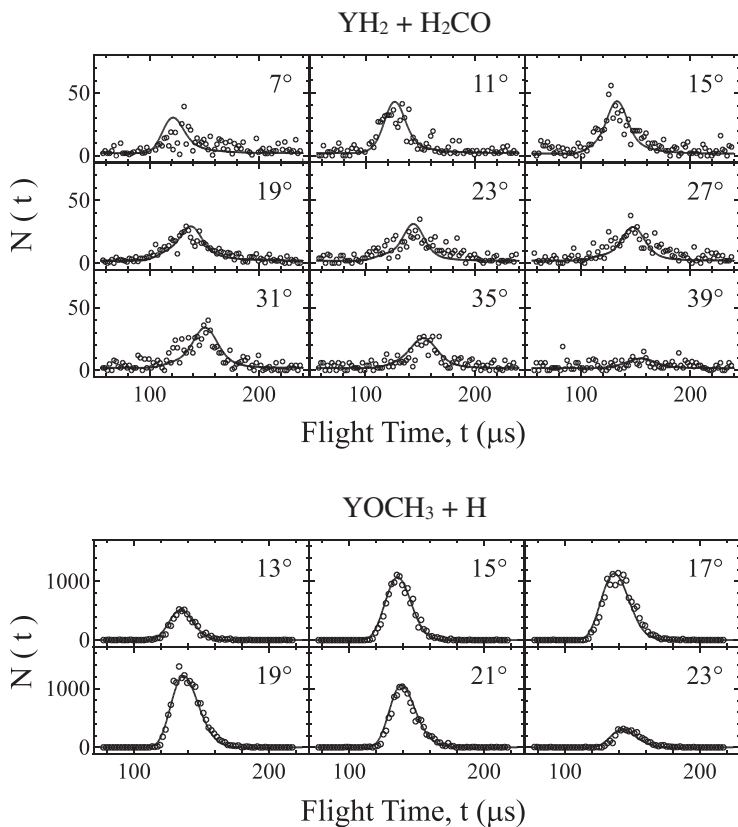 YH₂ + H₂CO
7° 11° 15°
50
0
19° 23° 27°
50
0
31° 35° 39°
50
0
N ( t )
100 200 100 200 100 200
Flight Time, t (μs)
YOCH₃ + H
13° 15° 17°
1000
0
19° 21° 23°
1000
0
N ( t )
100 200 100 200 100 200
Flight Time, t (μs)